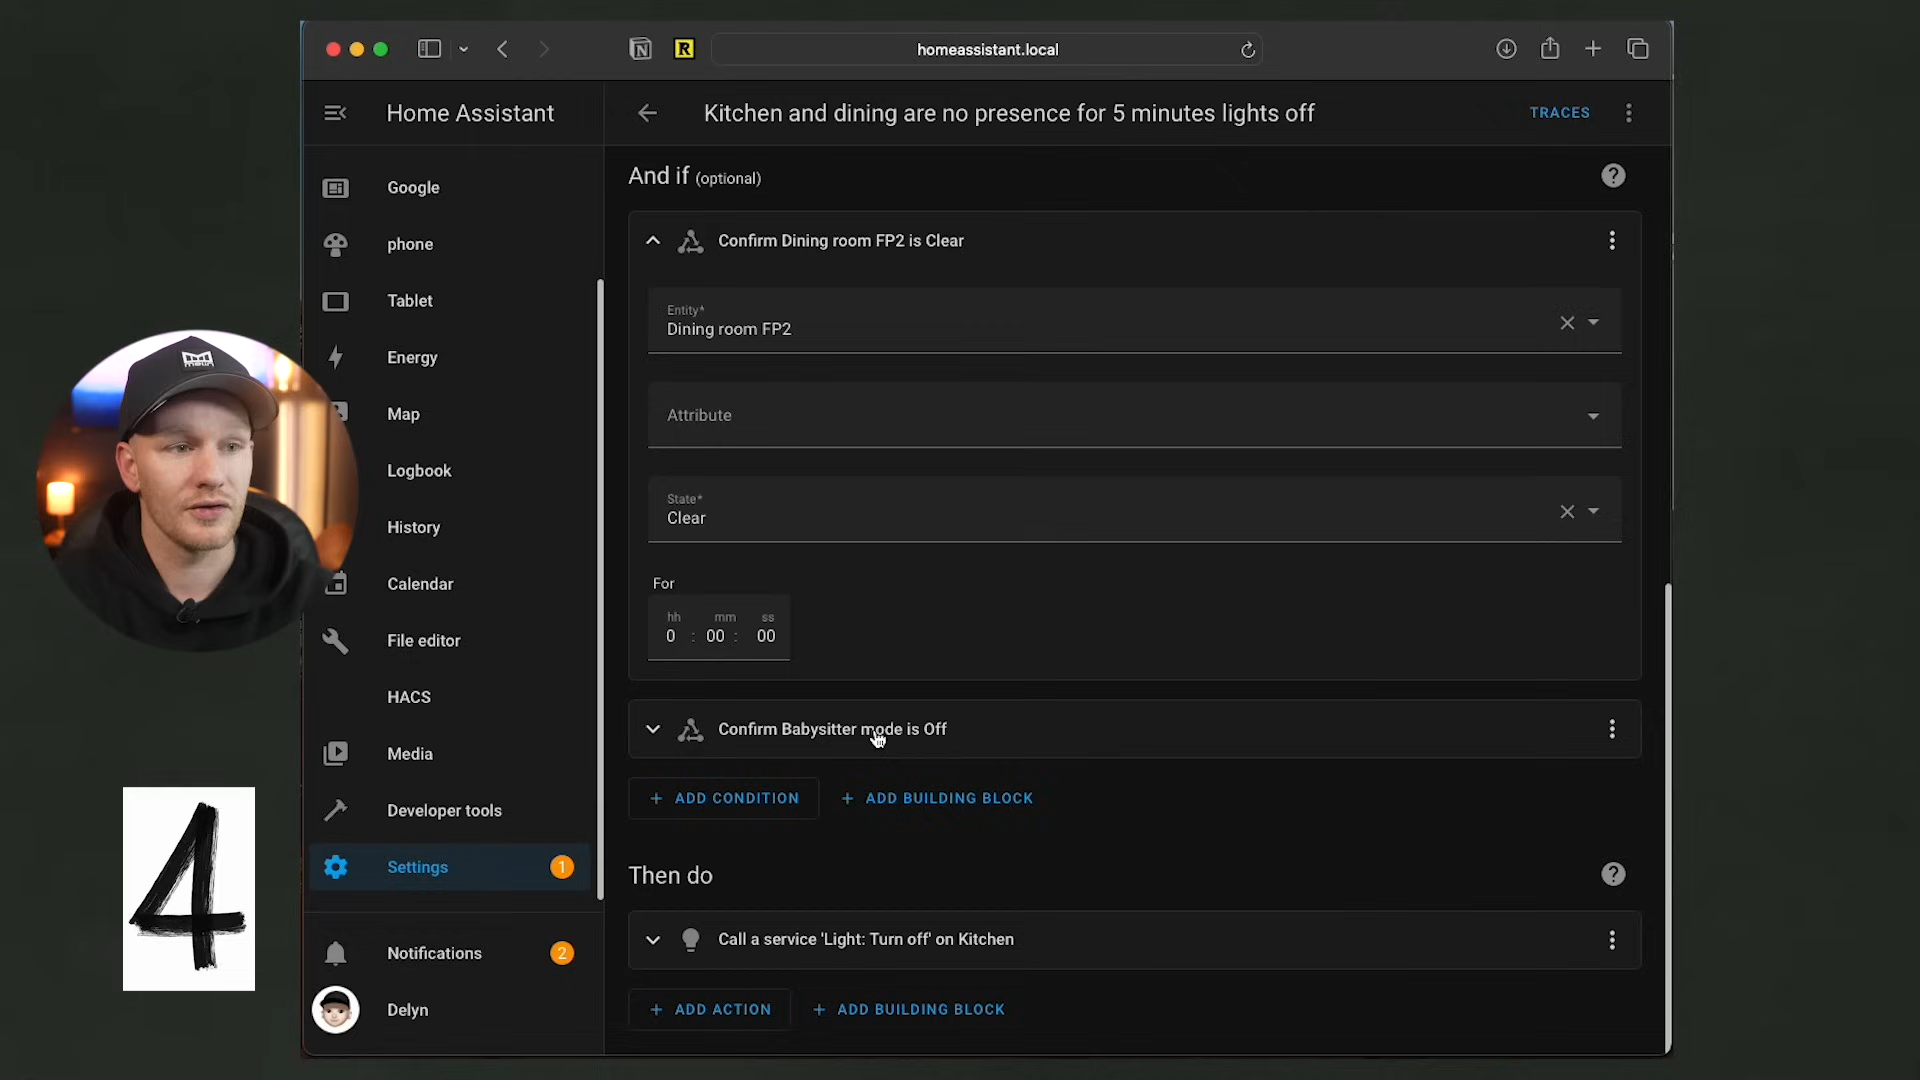 homeassistant.local
Home Assistant
Kitchen and dining are no presence for 5 minutes lights off
TRACES
Google
phone
Tablet
Energy
Map
Logbook
History
Calendar
File editor
HACS
Media
Developer tools
Settings 1
Notifications 2
Delyn
And if (optional)
Confirm Dining room FP2 is Clear
Entity*
Dining room FP2
Attribute
State*
Clear
For
hh mm ss
0 : 00 : 00
Confirm Babysitter mode is Off
+ ADD CONDITION + ADD BUILDING BLOCK
Then do
Call a service 'Light: Turn off' on Kitchen
+ ADD ACTION + ADD BUILDING BLOCK
4